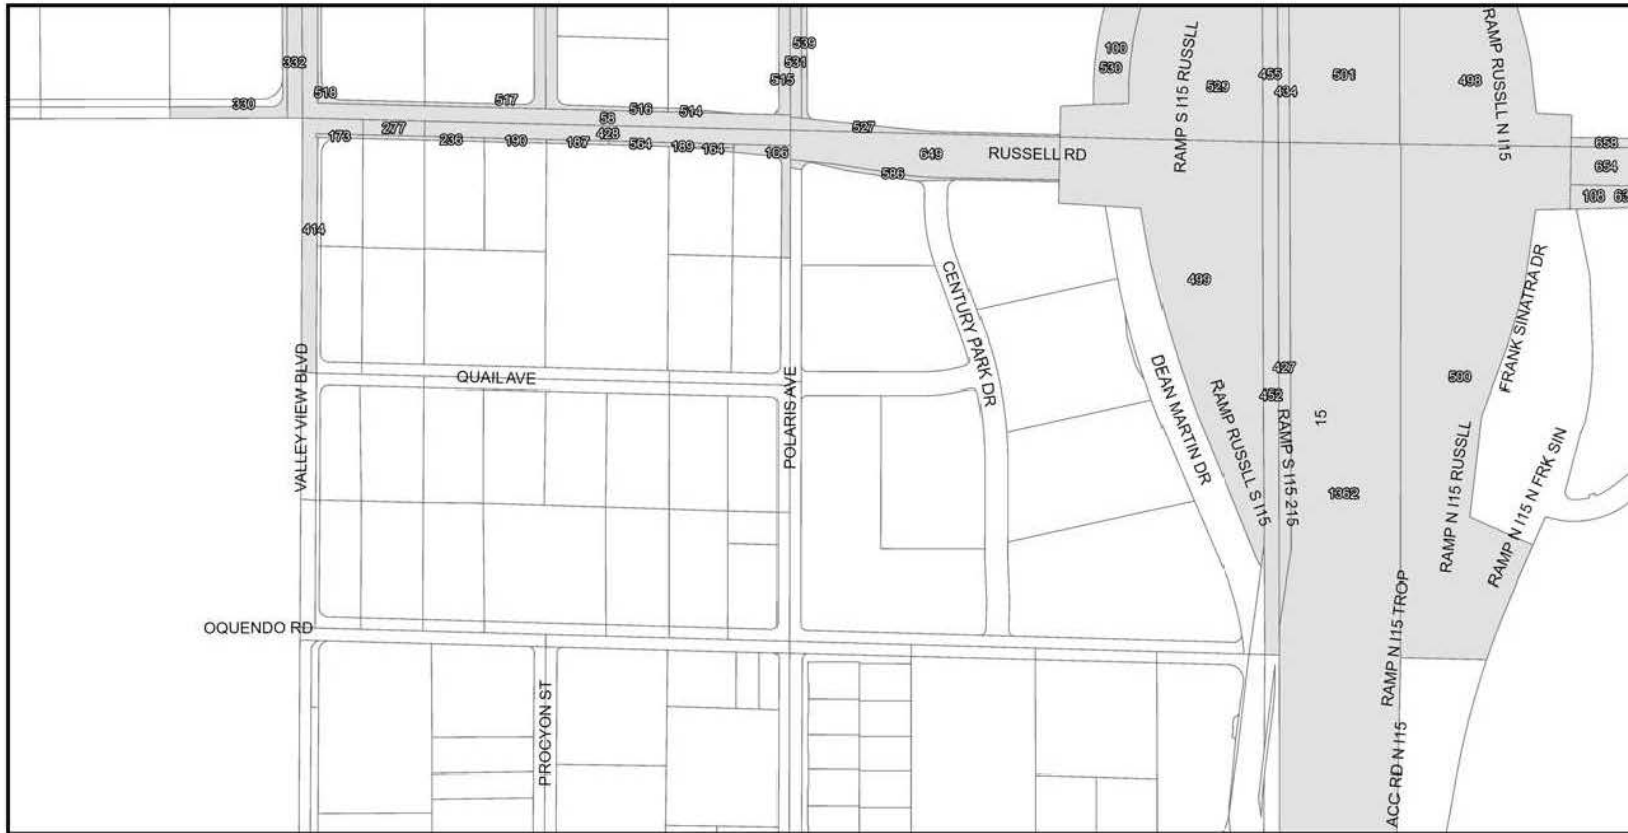 332
330
518
517
516
514
539
531
515
527
100
530
RAMP S I15 RUSSLL
529
455
434
501
498
RAMP RUSSLL N I15
658
654
108
173
277
236
190
58
428
187
564
189
164
166
649
586
RUSSELL RD
414
499
CENTURY PARK DR
DEAN MARTIN DR
FRANK SINATRA DR
VALLEY VIEW BLVD
QUAIL AVE
POLARIS AVE
427
452
500
RAMP RUSSLL S I15
RAMP S I15 215
15
1362
RAMP N I15 RUSSLL
RAMP N I15 N FRK SIN
OQUENDO RD
PROCYON ST
RAMP N I15 TROP
ACC RD N I15